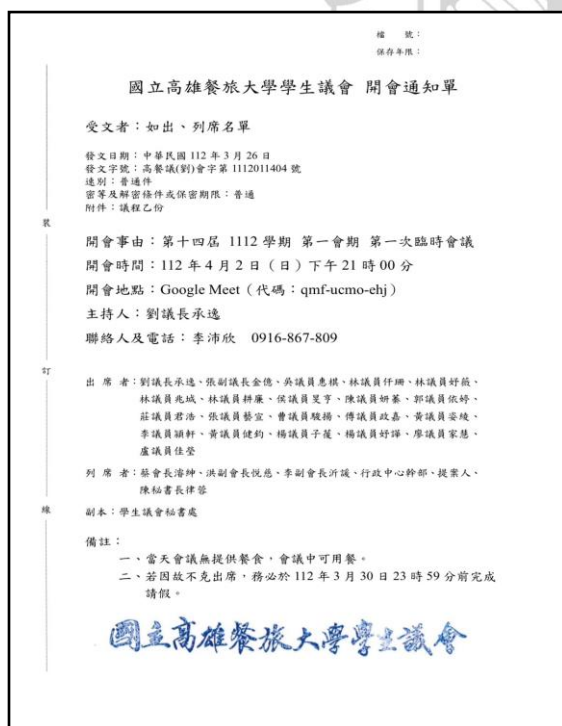 檔　號：
保存年限：
國立高雄餐旅大學學生議會 開會通知單
受文者：如出、列席名單
發文日期：中華民國 112 年 3 月 26 日
發文字號：高餐議(劉)會字第 1112011404 號
速別：普通件
密等及解密條件或保密期限：普通
附件：議程乙份
裝
開會事由：第十四屆 1112 學期 第一會期 第一次臨時會議
開會時間：112 年 4 月 2 日（日）下午 21 時 00 分
開會地點：Google Meet（代碼：qmf-ucmo-ehj）
主持人：劉議長承逸
聯絡人及電話：李沛欣 0916-867-809
訂
出 席 者：劉議長承逸、張副議長金億、吳議員惠棋、林議員仟珊、林議員妤薇、
林議員兆城、林議員耕廉、侯議員昊亨、陳議員妍蓁、郭議員依婷、
莊議員君浩、張議員藝宣、曹議員駿揚、傅議員政嘉、黃議員姿綾、
李議員穎軒、黃議員健鈞、楊議員子萲、楊議員妤譁、廖議員家慧、
盧議員佳瑩
列 席 者：蔡會長濬紳、洪副會長悅慈、李副會長沂諼、行政中心幹部、提案人、
陳秘書長律蓉
線
副本：學生議會秘書處
備註：
一、當天會議無提供餐食，會議中可用餐。
二、若因故不克出席，務必於 112 年 3 月 30 日 23 時 59 分前完成
請假。
國立高雄餐旅大學學生議會